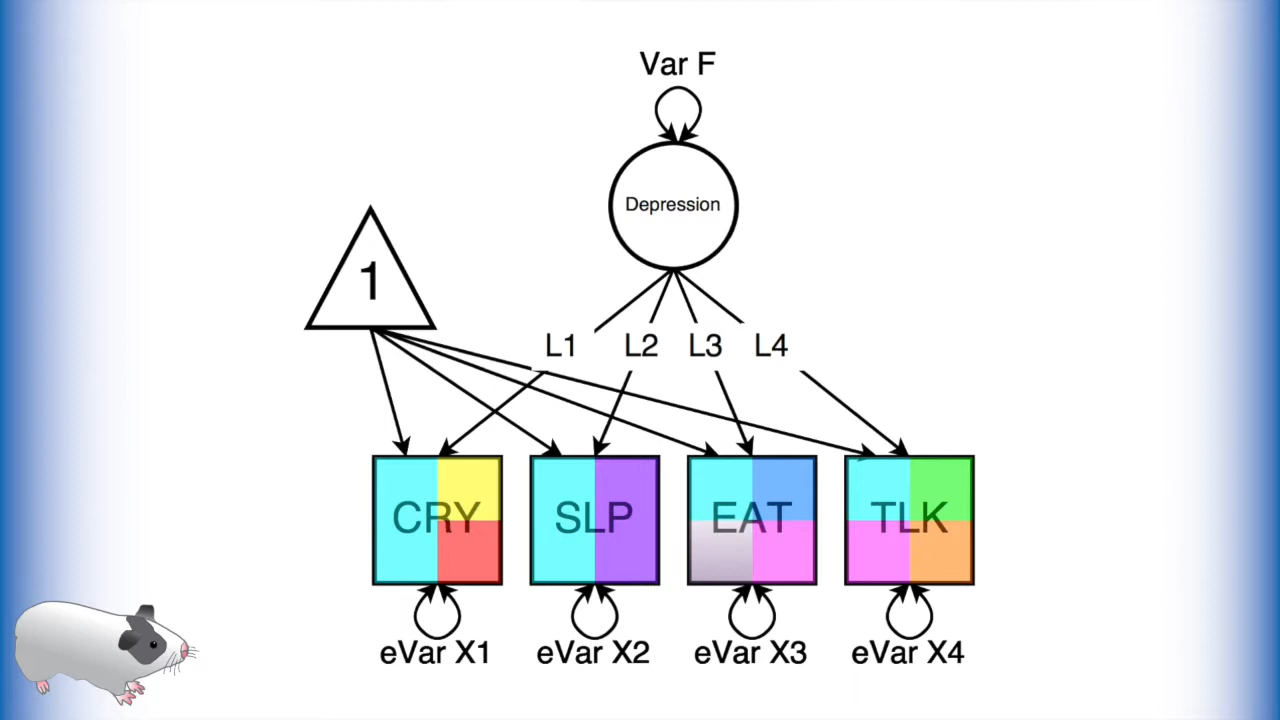 Var F
Depression
1
L1 L2 L3 L4
CRY SLP EAT TLK
eVar X1 eVar X2 eVar X3 eVar X4